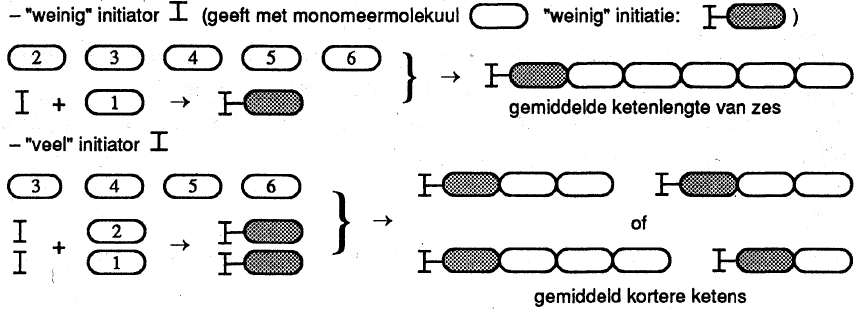 – "weinig" initiator I (geeft met monomeermolekuul "weinig" initiatie: I )
2 3 4 5 6
I + 1 → I } → I
gemiddelde ketenlengte van zes
– "veel" initiator I
3 4 5 6
I I
I + 2 → I } →
I 1 I
of
I I
gemiddeld kortere ketens